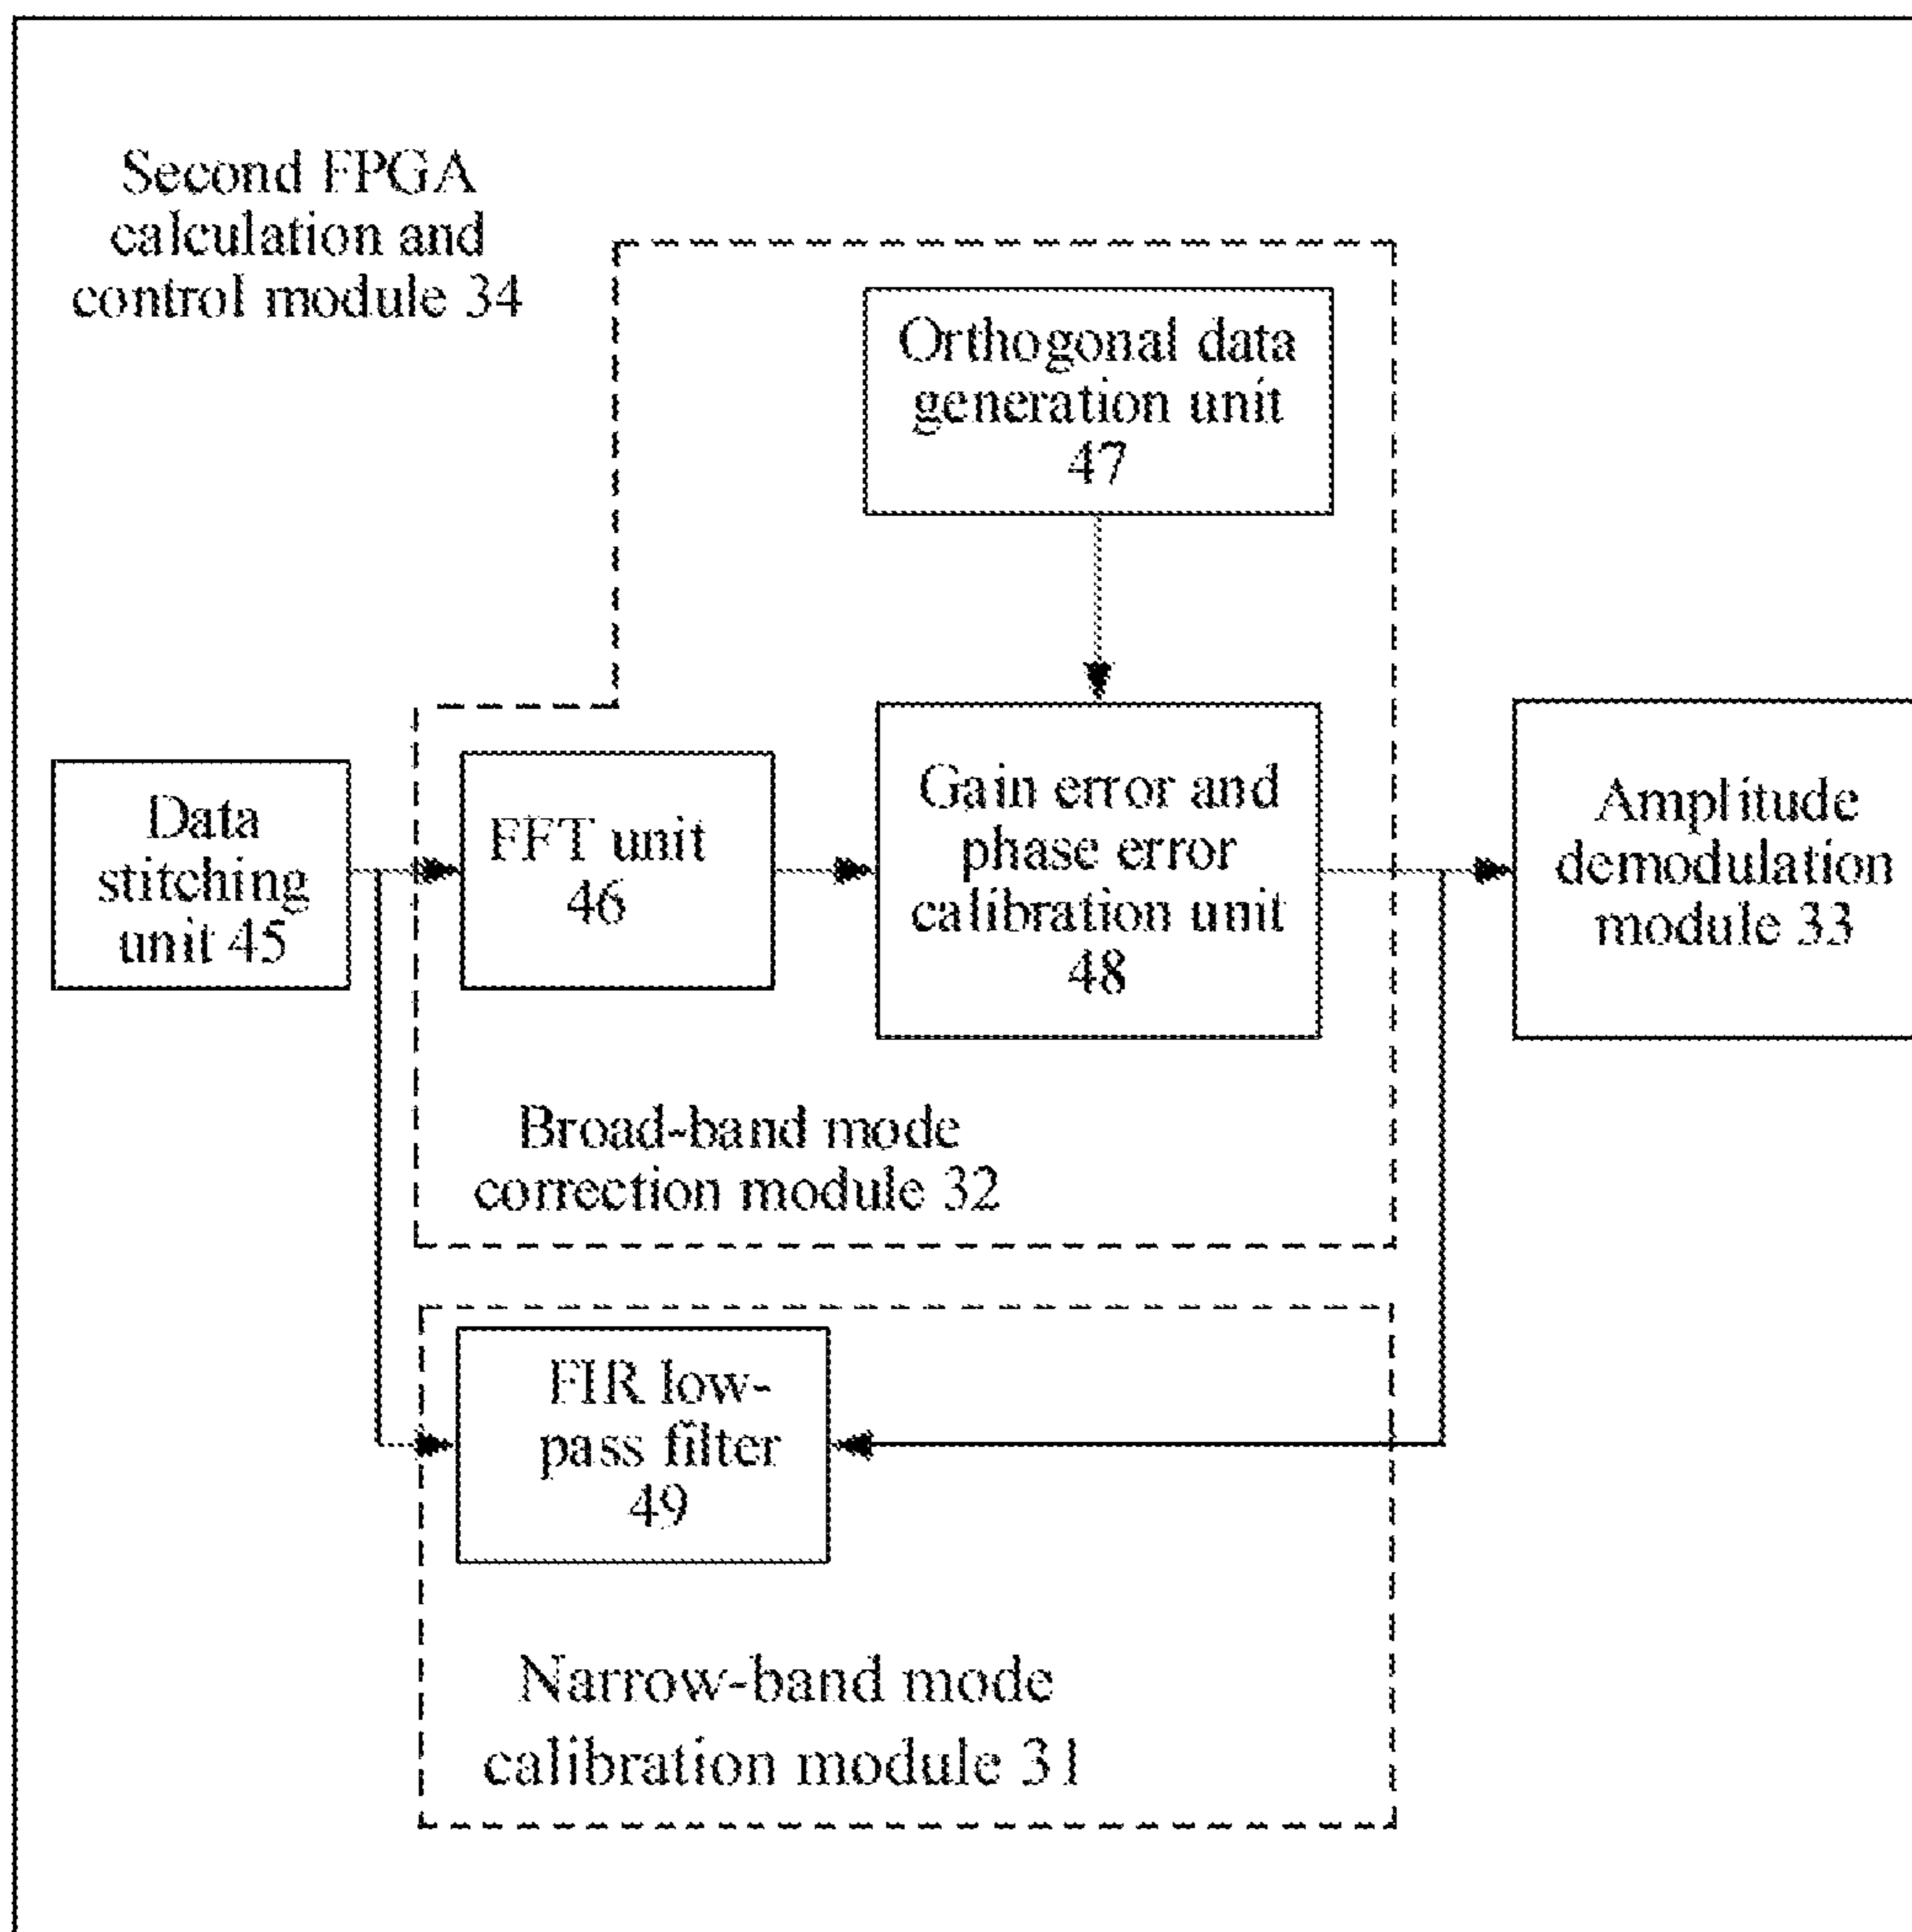 Second FPGA
calculation and
control module 34
Orthogonal data
generation unit
47
Data
stitching
unit 45
FFT unit
46
Gain error and
phase error
calibration unit
48
Amplitude
demodulation
module 33
Broad-band mode
correction module 32
FIR low-
pass filter
49
Narrow-band mode
calibration module 31